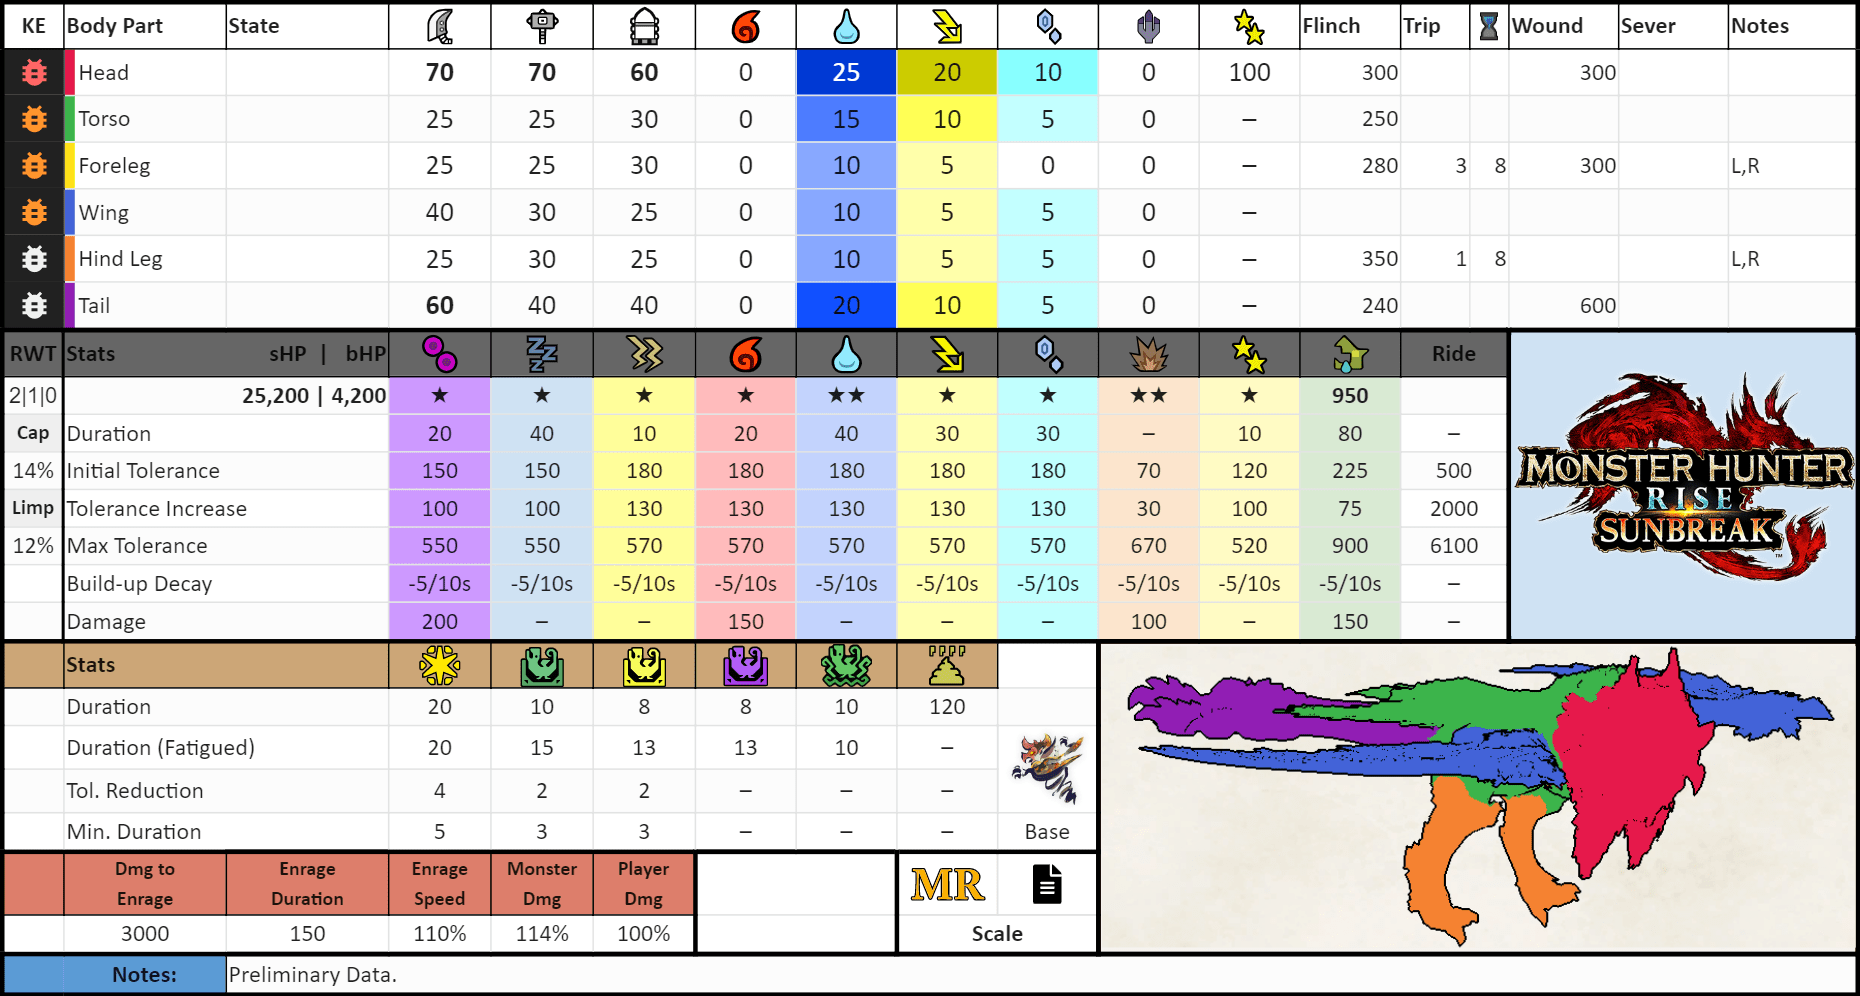 KE Body Part State Flinch Trip Wound Sever Notes
Head 70 70 60 0 25 20 10 0 100 300 300
Torso 25 25 30 0 15 10 5 0 – 250
Foreleg 25 25 30 0 10 5 0 0 – 280 3 8 300 L,R
Wing 40 30 25 0 10 5 5 0 –
Hind Leg 25 30 25 0 10 5 5 0 – 350 1 8 L,R
Tail 60 40 40 0 20 10 5 0 – 240 600
RWT Stats sHP | bHP Ride
2|1|0 25,200 | 4,200 ★ ★ ★ ★ ★★ ★ ★ ★★ ★ 950
Cap Duration 20 40 10 20 40 30 30 – 10 80 –
14% Initial Tolerance 150 150 180 180 180 180 180 70 120 225 500
Limp Tolerance Increase 100 100 130 130 130 130 130 30 100 75 2000
12% Max Tolerance 550 550 570 570 570 570 570 670 520 900 6100
Build-up Decay -5/10s -5/10s -5/10s -5/10s -5/10s -5/10s -5/10s -5/10s -5/10s -5/10s –
Damage 200 – – 150 – – – 100 – 150 –
MONSTER HUNTER
RISE
SUNBREAK
™
Stats
Duration 20 10 8 8 10 120
Duration (Fatigued) 20 15 13 13 10 –
Tol. Reduction 4 2 2 – – –
Min. Duration 5 3 3 – – – Base
Dmg to Enrage Enrage Monster Player
Enrage Duration Speed Dmg Dmg
MR
3000 150 110% 114% 100% Scale
Notes: Preliminary Data.